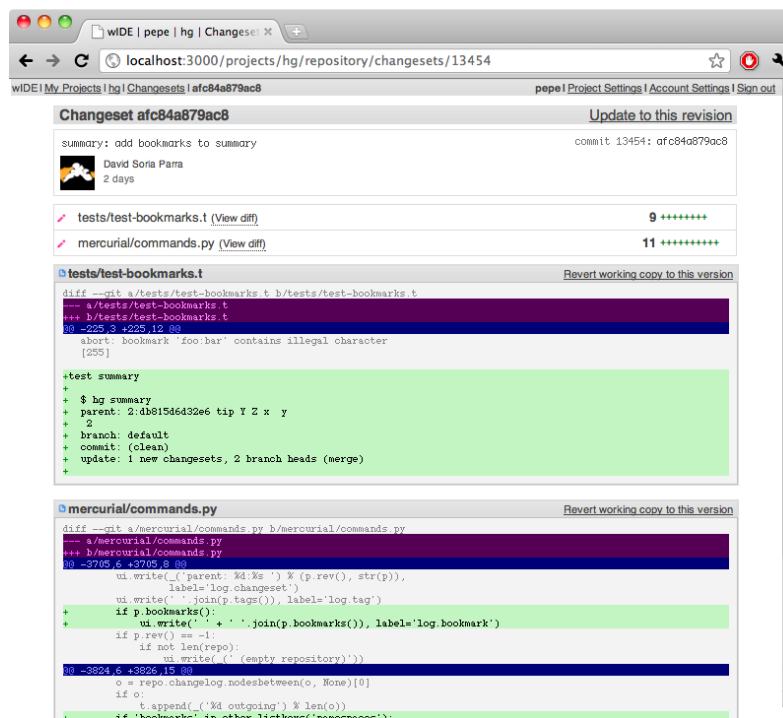 wIDE | pepe | hg | Changeset
localhost:3000/projects/hg/repository/changesets/13454
wIDE | My Projects | hg | Changesets | afc84a879ac8
pepe | Project Settings | Account Settings | Sign out
Changeset afc84a879ac8
Update to this revision
summary: add bookmarks to summary
commit 13454: afc84a879ac8
David Soria Parra
2 days
tests/test-bookmarks.t (View diff)
9 ++++++++
mercurial/commands.py (View diff)
11 ++++++++++
tests/test-bookmarks.t
Revert working copy to this version
diff --git a/tests/test-bookmarks.t b/tests/test-bookmarks.t
--- a/tests/test-bookmarks.t
+++ b/tests/test-bookmarks.t
@@ -225,3 +225,12 @@
abort: bookmark 'foo:bar' contains illegal character
[255]
+test summary
+
+ $ hg summary
+ parent: 2:db815d6d32e6 tip Y Z x y
+ 2
+ branch: default
+ commit: (clean)
+ update: 1 new changesets, 2 branch heads (merge)
+
mercurial/commands.py
Revert working copy to this version
diff --git a/mercurial/commands.py b/mercurial/commands.py
--- a/mercurial/commands.py
+++ b/mercurial/commands.py
@@ -3705,6 +3705,8 @@
ui.write(_('parent: %d:%s ') % (p.rev(), str(p)),
label='log.changeset')
ui.write(' '.join(p.tags()), label='log.tag')
+ if p.bookmarks():
+ ui.write(' ' + ' '.join(p.bookmarks()), label='log.bookmark')
if p.rev() == -1:
if not len(repo):
ui.write(_(' (empty repository)'))
@@ -3824,6 +3826,15 @@
o = repo.changelog.nodesbetween(o, None)[0]
if o:
t.append(_('%d outgoing') % len(o))
+ if 'bookmarks' in other.listkeys('namespaces'):